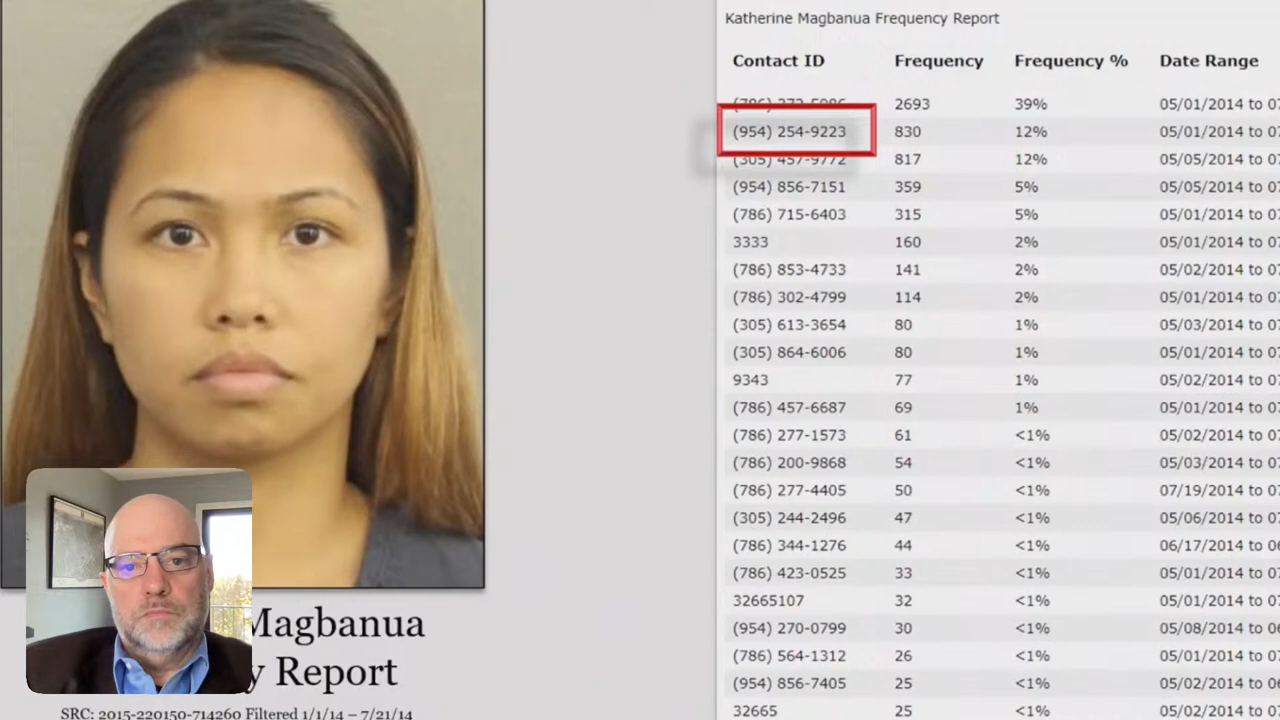 Katherine Magbanua Frequency Report
Contact ID Frequency Frequency % Date Range
(786) 372-5086 2693 39% 05/01/2014 to 07
(954) 254-9223 830 12% 05/01/2014 to 07
(305) 457-9772 817 12% 05/05/2014 to 07
(954) 856-7151 359 5% 05/05/2014 to 07
(786) 715-6403 315 5% 05/01/2014 to 07
3333 160 2% 05/01/2014 to 07
(786) 853-4733 141 2% 05/02/2014 to 07
(786) 302-4799 114 2% 05/01/2014 to 07
(305) 613-3654 80 1% 05/03/2014 to 07
(305) 864-6006 80 1% 05/01/2014 to 07
9343 77 1% 05/02/2014 to 07
(786) 457-6687 69 1% 05/01/2014 to 07
(786) 277-1573 61 <1% 05/02/2014 to 07
(786) 200-9868 54 <1% 05/03/2014 to 07
(786) 277-4405 50 <1% 07/19/2014 to 07
(305) 244-2496 47 <1% 05/06/2014 to 07
(786) 344-1276 44 <1% 06/17/2014 to 06
(786) 423-0525 33 <1% 05/01/2014 to 07
32665107 32 <1% 05/01/2014 to 07
(954) 270-0799 30 <1% 05/08/2014 to 06
(786) 564-1312 26 <1% 05/01/2014 to 07
(954) 856-7405 25 <1% 05/02/2014 to 06
32665 25 <1% 05/01/2014 to 07
Magbanua
y Report
SRC: 2015-220150-714260 Filtered 1/1/14 – 7/21/14